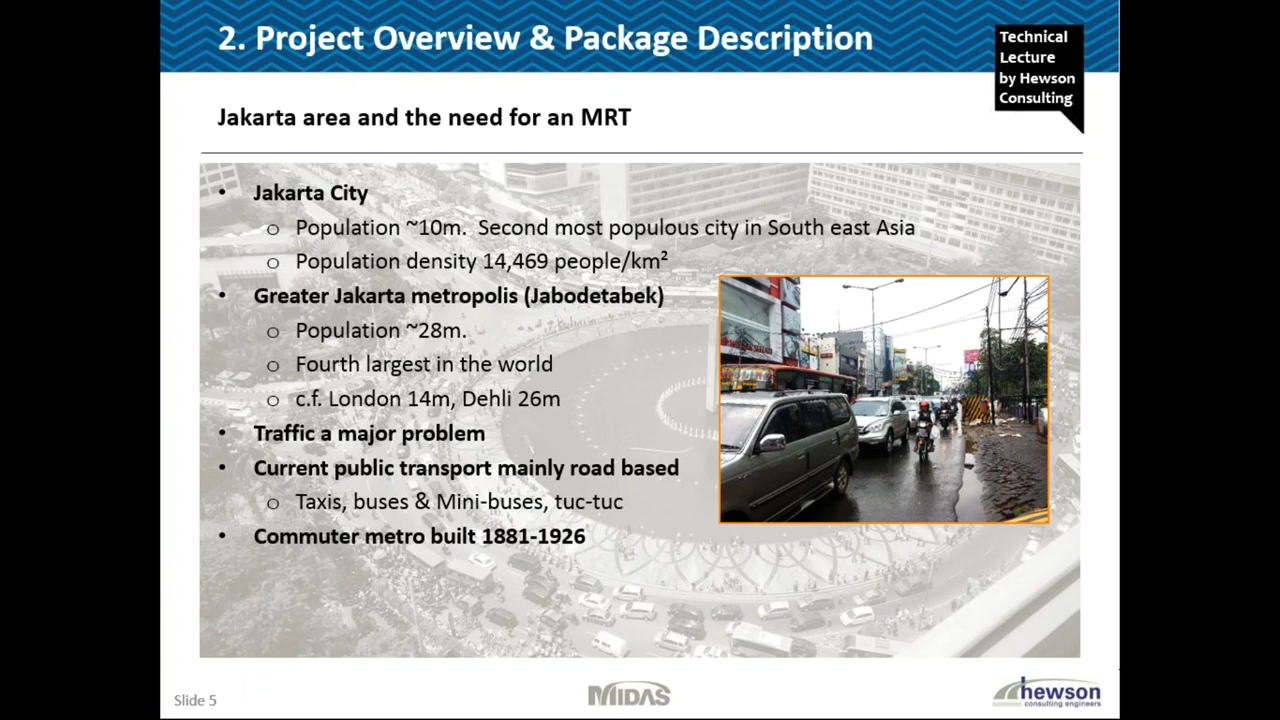 2. Project Overview & Package Description
Technical
Lecture
by Hewson
Consulting
Jakarta area and the need for an MRT
• Jakarta City
o Population ~10m. Second most populous city in South east Asia
o Population density 14,469 people/km²
• Greater Jakarta metropolis (Jabodetabek)
o Population ~28m.
o Fourth largest in the world
o c.f. London 14m, Dehli 26m
• Traffic a major problem
• Current public transport mainly road based
o Taxis, buses & Mini-buses, tuc-tuc
• Commuter metro built 1881-1926
Slide 5
MIDAS
hewson
consulting engineers